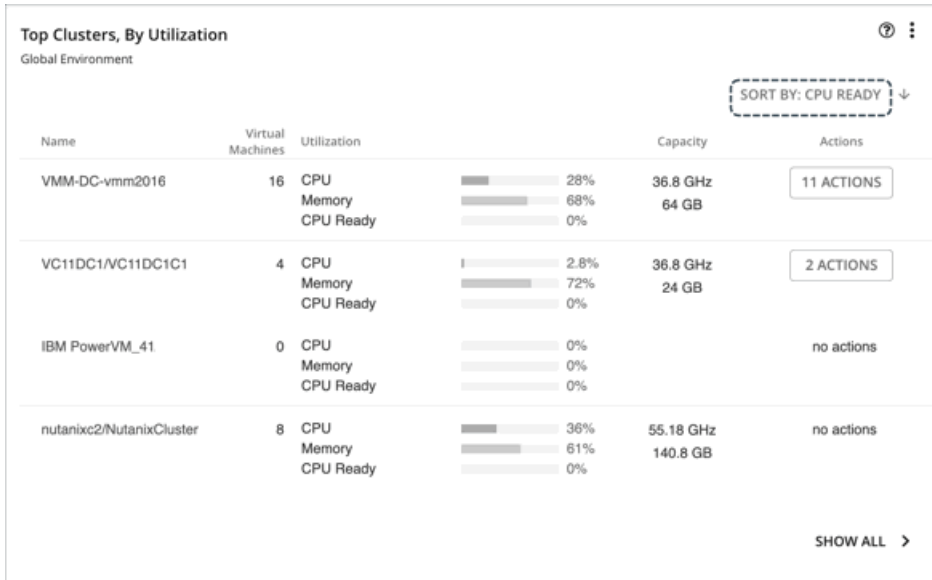 Top Clusters, By Utilization
Global Environment
SORT BY: CPU READY
Name Virtual Machines Utilization Capacity Actions
VMM-DC-vmm2016 16 CPU 28% 36.8 GHz 11 ACTIONS
Memory 68% 64 GB
CPU Ready 0%
VC11DC1/VC11DC1C1 4 CPU 2.8% 36.8 GHz 2 ACTIONS
Memory 72% 24 GB
CPU Ready 0%
IBM PowerVM_41 0 CPU 0% no actions
Memory 0%
CPU Ready 0%
nutanixc2/NutanixCluster 8 CPU 36% 55.18 GHz no actions
Memory 61% 140.8 GB
CPU Ready 0%
SHOW ALL